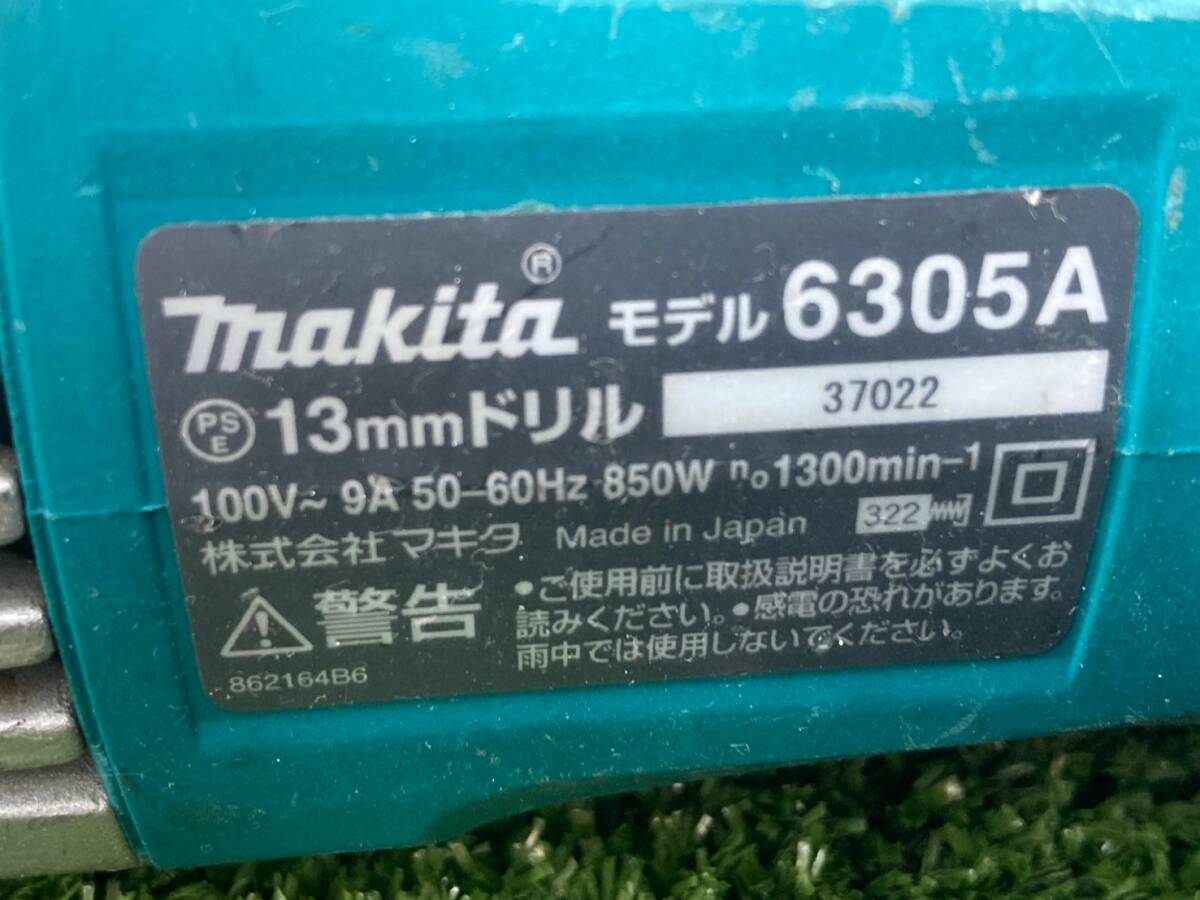 makita® モデル 6305A
PSE 13mmドリル 37022
100V~ 9A 50-60Hz 850W n₀1300min-1
株式会社マキタ Made in Japan 322
警告 •ご使用前に取扱説明書を必ずよくお
読みください。•感電の恐れがあります。
雨中では使用しないでください。
862164B6